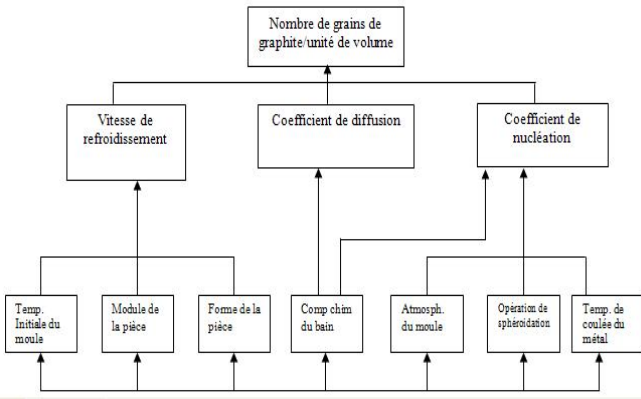 Nombre de grains de
graphite/unité de volume
Vitesse de
refroidissement
Coefficient de diffusion
Coefficient de
nucléation
Temp.
Initiale du
moule
Module de
la pièce
Forme de la
pièce
Comp chim
du bain
Atmosph.
du moule
Opération de
sphéroidation
Temp. de
coulée du
métal